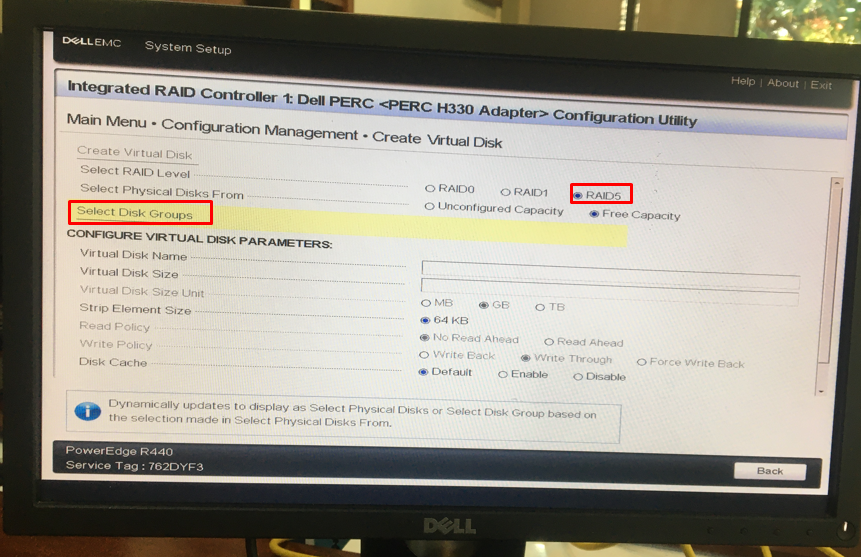 DELLEMC System Setup
Help | About | Exit
Integrated RAID Controller 1: Dell PERC <PERC H330 Adapter> Configuration Utility
Main Menu • Configuration Management • Create Virtual Disk
Create Virtual Disk
Select RAID Level RAID0 RAID1 RAID5
Select Physical Disks From Unconfigured Capacity Free Capacity
Select Disk Groups
CONFIGURE VIRTUAL DISK PARAMETERS:
Virtual Disk Name
Virtual Disk Size
Virtual Disk Size Unit MB GB TB
Strip Element Size 64 KB
Read Policy No Read Ahead Read Ahead
Write Policy Write Back Write Through Force Write Back
Disk Cache Default Enable Disable
Dynamically updates to display as Select Physical Disks or Select Disk Group based on
the selection made in Select Physical Disks From.
PowerEdge R440
Service Tag : 762DYF3
Back
DELL